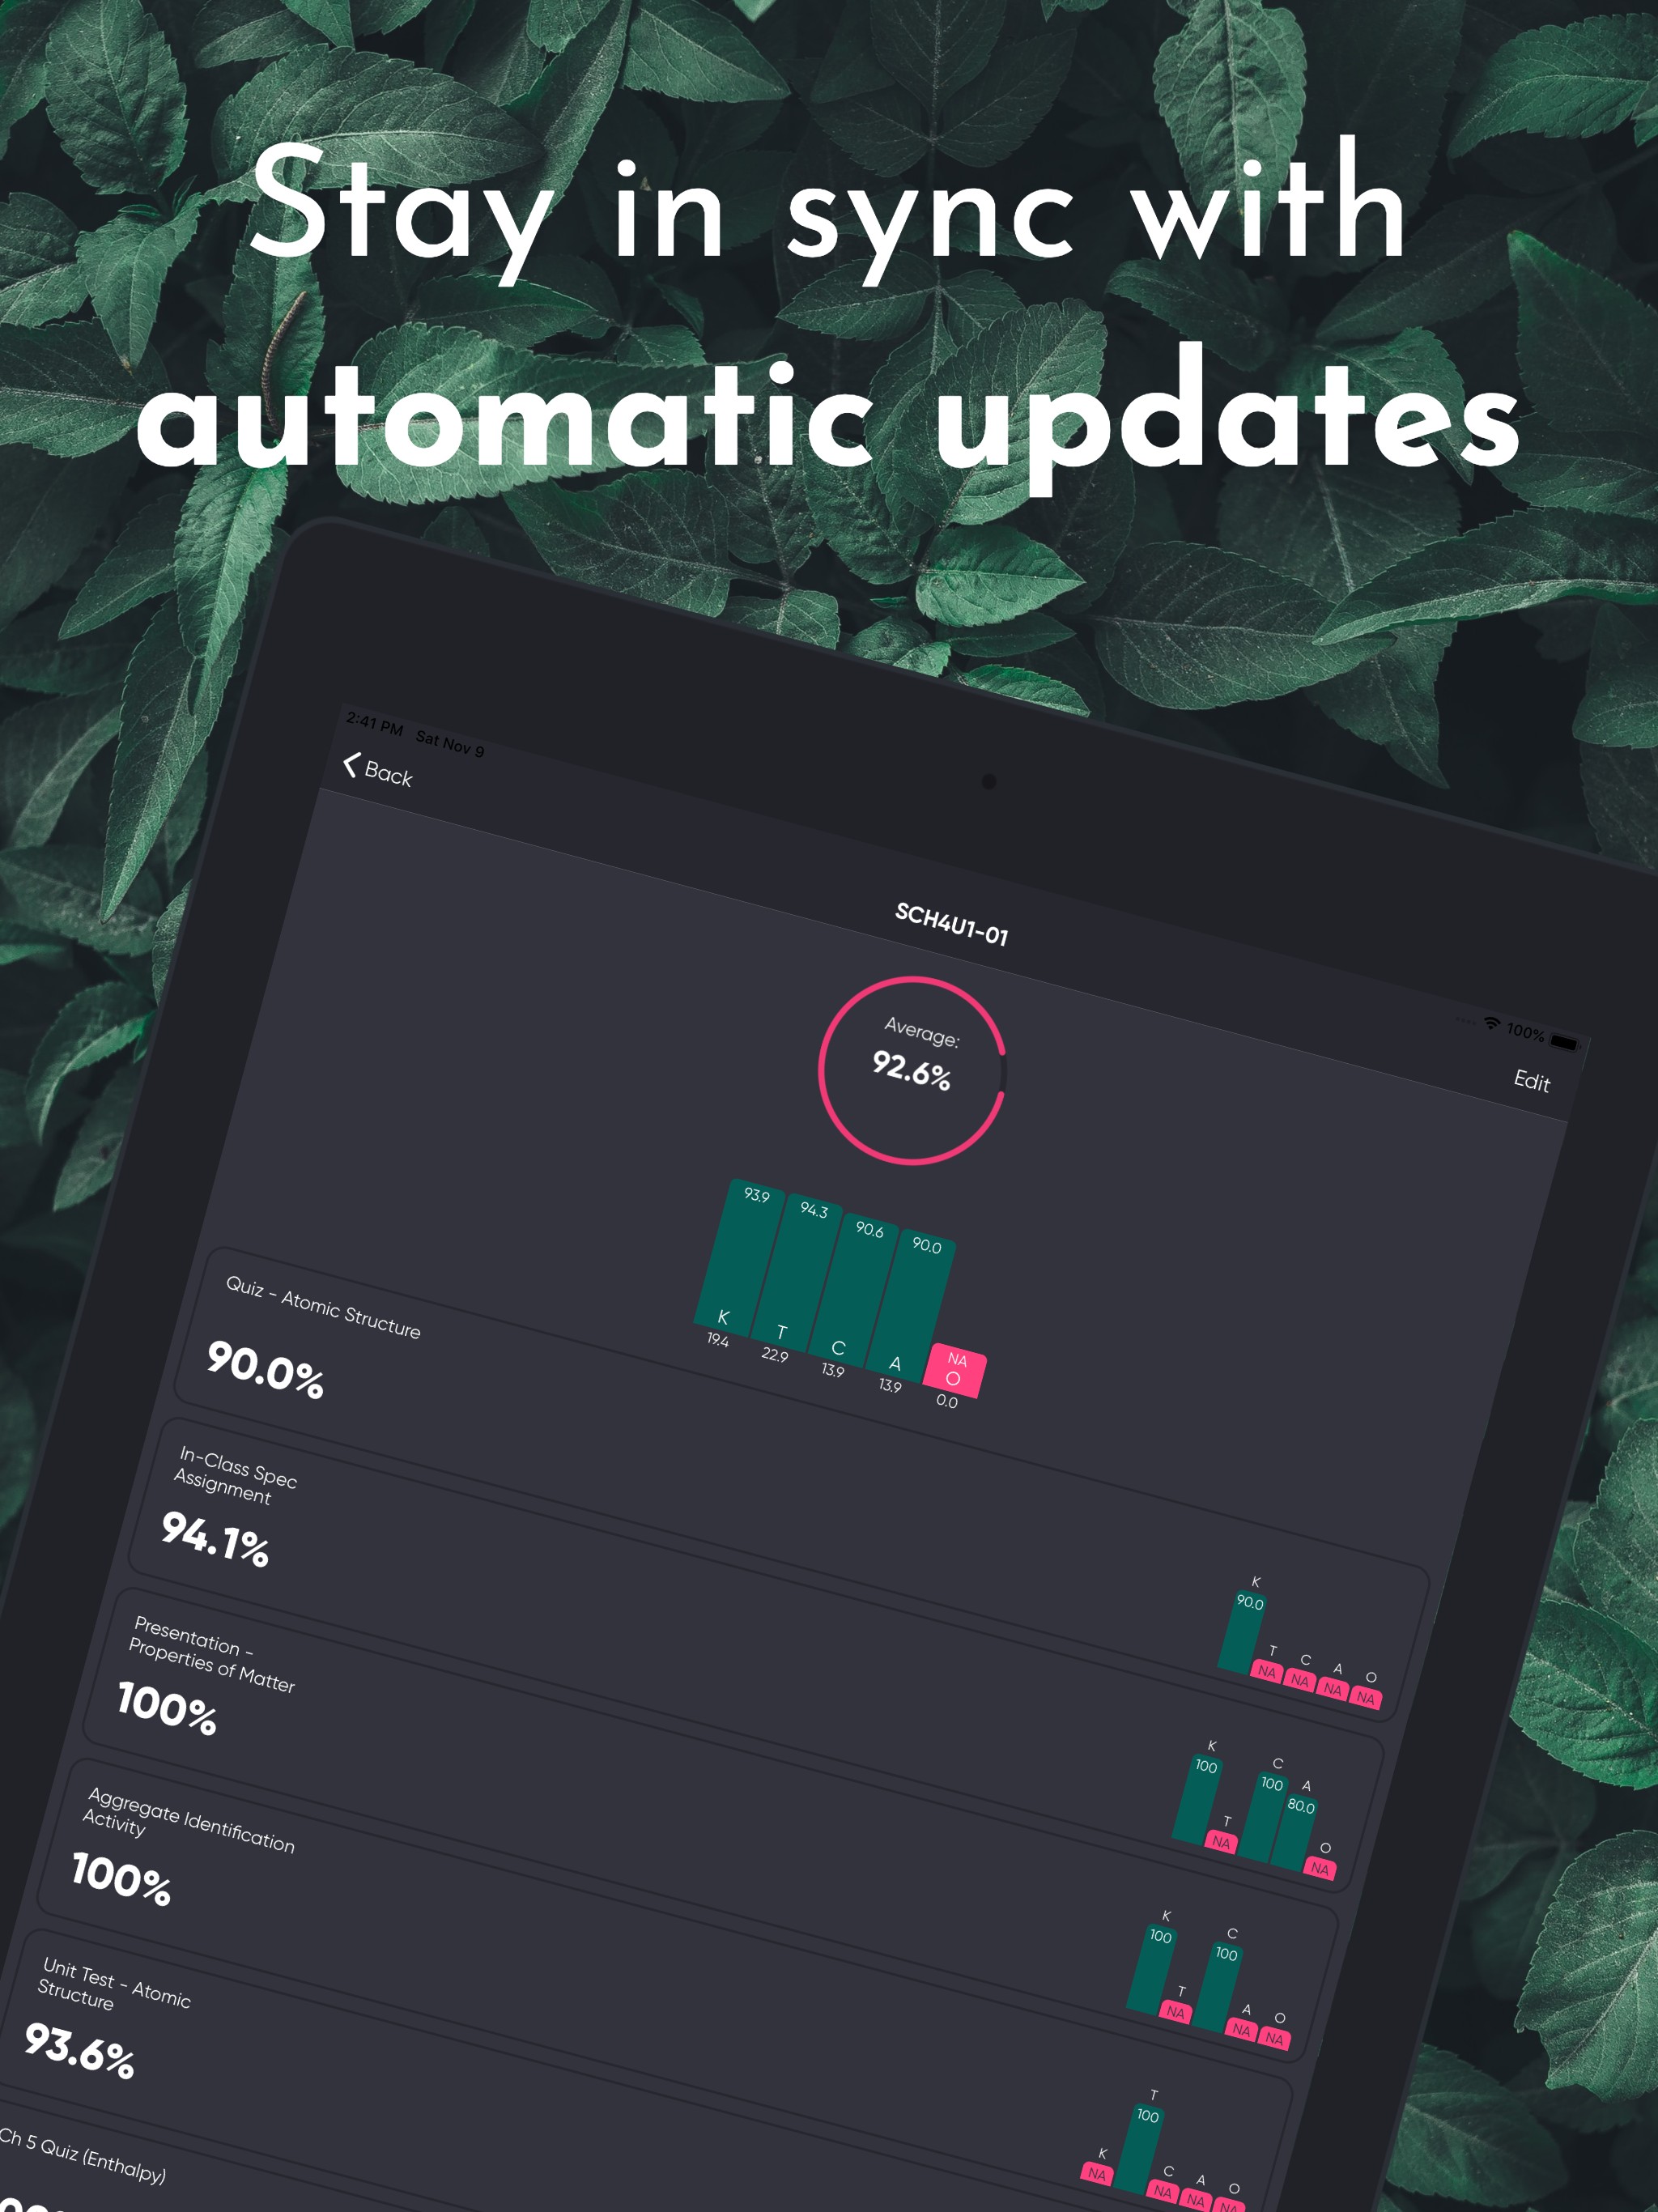 Stay in sync with
automatic updates
2:41 PM Sat Nov 9
100%
Back
Edit
SCH4U1-01
Average:
92.6%
93.9 94.3 90.6 90.0 NA
K T C A O
19.4 22.9 13.9 13.9 0.0
Quiz - Atomic Structure
90.0%
K T C A O
90.0 NA NA NA NA
In-Class Spec
Assignment
94.1%
K T C A O
100 NA 100 80.0 NA
Presentation -
Properties of Matter
100%
K T C A O
100 NA 100 NA NA
Aggregate Identification
Activity
100%
K T C A O
NA 100 NA NA NA
Unit Test - Atomic
Structure
93.6%
Ch 5 Quiz (Enthalpy)